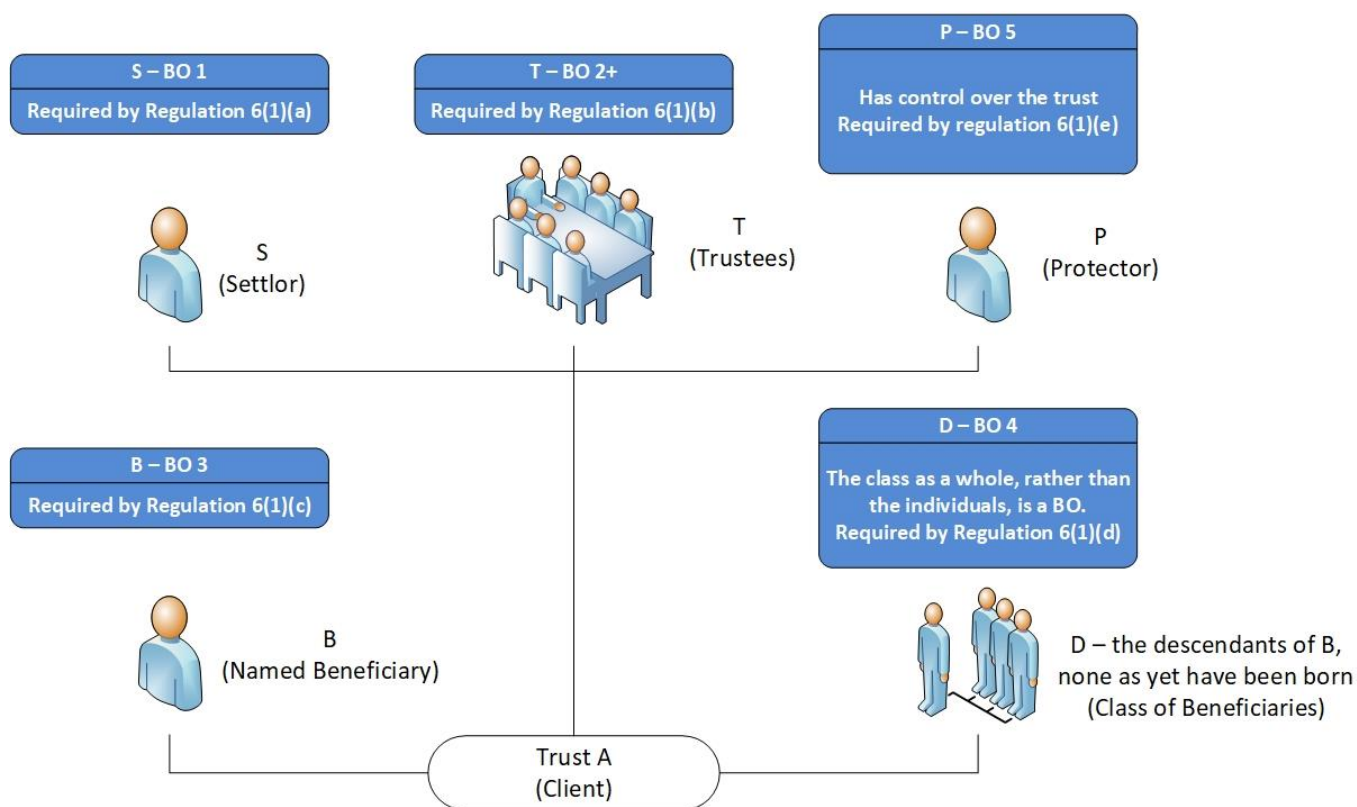 S – BO 1
Required by Regulation 6(1)(a)
T – BO 2+
Required by Regulation 6(1)(b)
P – BO 5
Has control over the trust
Required by regulation 6(1)(e)
S
(Settlor)
T
(Trustees)
P
(Protector)
B – BO 3
Required by Regulation 6(1)(c)
D – BO 4
The class as a whole, rather than
the individuals, is a BO.
Required by Regulation 6(1)(d)
B
(Named Beneficiary)
D – the descendants of B,
none as yet have been born
(Class of Beneficiaries)
Trust A
(Client)